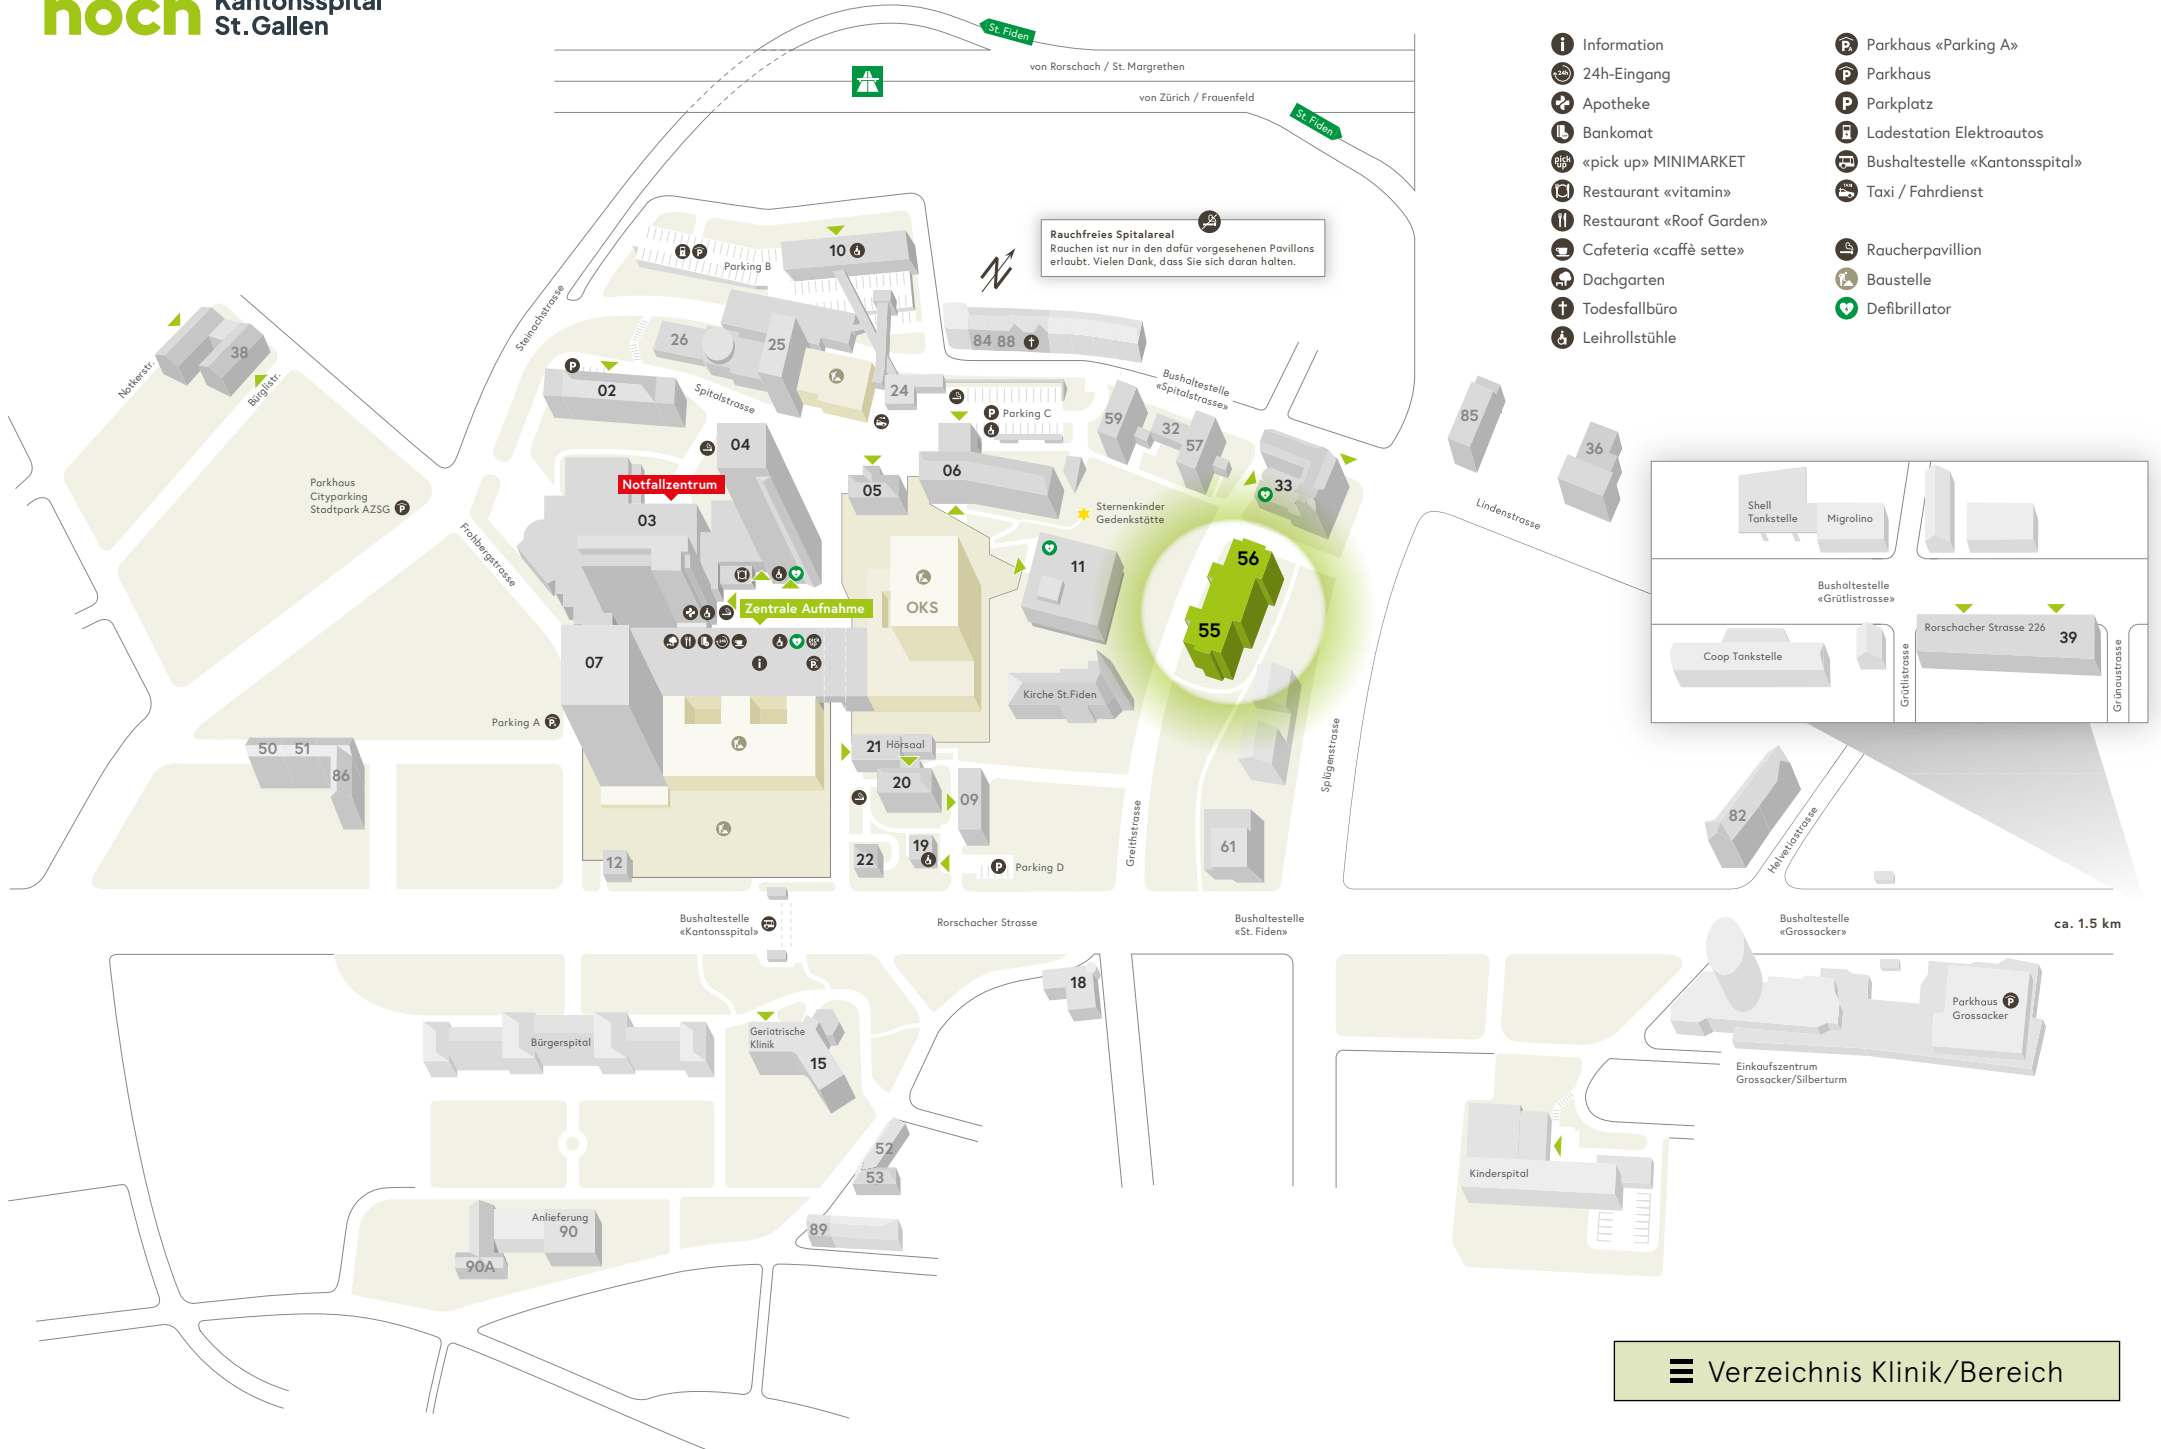 noch Kantonsspital
St.Gallen
St. Fiden
von Rorschach / St. Margrethen
von Zürich / Frauenfeld
St. Fiden
Information
24h-Eingang
Apotheke
Bankomat
«pick up» MINIMARKET
Restaurant «vitamin»
Restaurant «Roof Garden»
Cafeteria «caffè sette»
Dachgarten
Todesfallbüro
Leihrollstühle
Parkhaus «Parking A»
Parkhaus
Parkplatz
Ladestation Elektroautos
Bushaltestelle «Kantonsspital»
Taxi / Fahrdienst
Raucherpavillion
Baustelle
Defibrillator
Rauchfreies Spitalareal
Rauchen ist nur in den dafür vorgesehenen Pavillons
erlaubt. Vielen Dank, dass Sie sich daran halten.
N
Parking B
10
Steinachstrasse
26
25
84 88
38
Notkerstr.
Bürglistr.
02
Spitalstrasse
24
Bushaltestelle
«Spitalstrasse»
Parking C
59
32
57
85
36
04
06
05
33
Notfallzentrum
03
Parkhaus
Cityparking
Stadtpark AZSG
Frohbergstrasse
Sternenkinder
Gedenkstätte
Lindenstrasse
11
56
55
OKS
Zentrale Aufnahme
07
Kirche St.Fiden
Parking A
Shell
Tankstelle
Migrolino
Bushaltestelle
«Grütlistrasse»
Rorschacher Strasse 226
39
Coop Tankstelle
Grütlistrasse
Grünaustrasse
50 51
86
21 Hörsaal
20
09
19
22
12
Parking D
Greithstrasse
Splügenstrasse
61
82
Helvetiastrasse
Bushaltestelle
«Kantonsspital»
Rorschacher Strasse
Bushaltestelle
«St. Fiden»
Bushaltestelle
«Grossacker»
ca. 1.5 km
18
Parkhaus
Grossacker
Bürgerspital
Geriatrische
Klinik
15
Einkaufszentrum
Grossacker/Silberturm
52
53
Kinderspital
Anlieferung
90
90A
89
Verzeichnis Klinik/Bereich